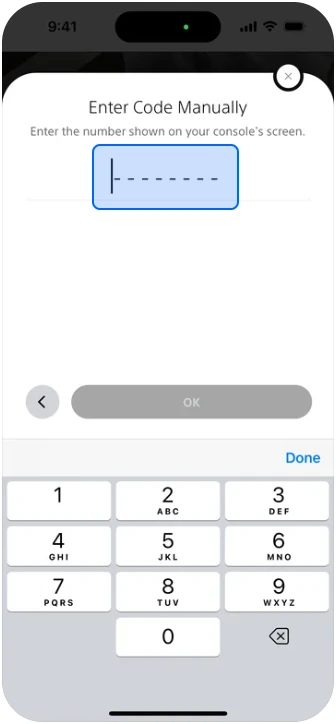 9:41
Enter Code Manually
Enter the number shown on your console's screen.
--------
OK
Done
1
2
ABC
3
DEF
4
GHI
5
JKL
6
MNO
7
PQRS
8
TUV
9
WXYZ
0